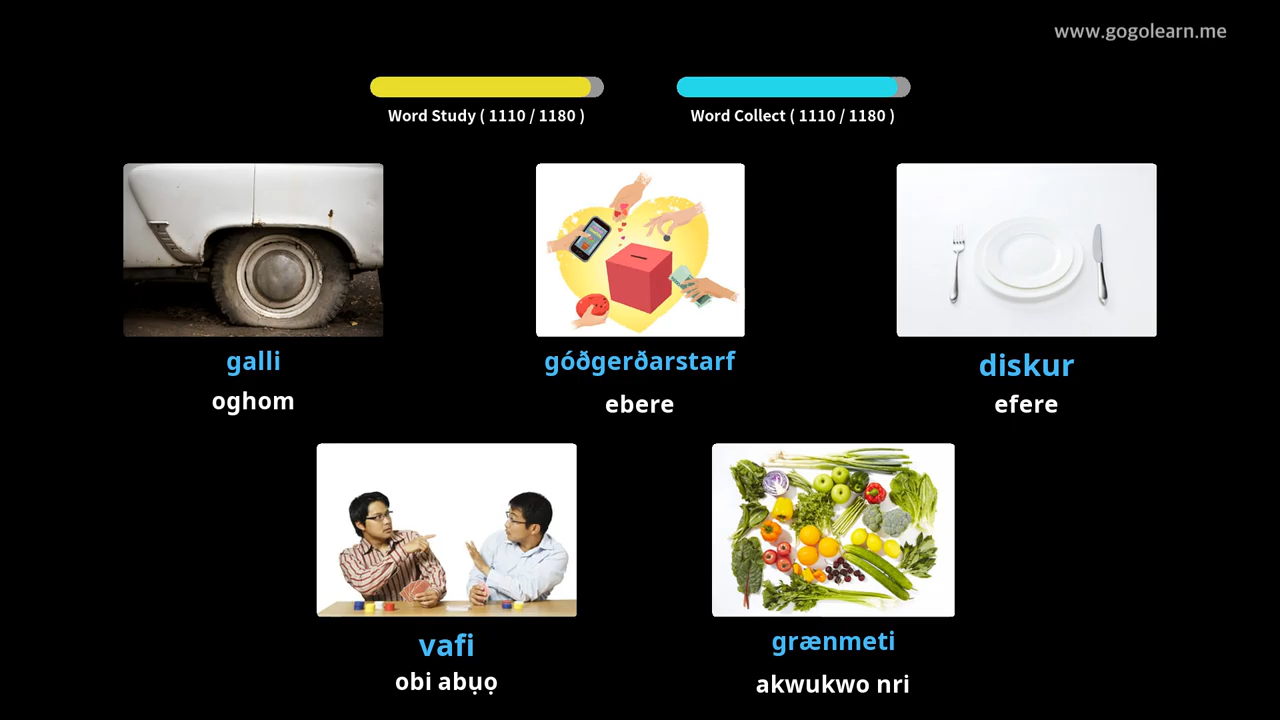 www.gogolearn.me
Word Study ( 1110 / 1180 )
Word Collect ( 1110 / 1180 )
galli
oghom
góðgerðarstarf
ebere
diskur
efere
vafi
obi abụọ
grænmeti
akwukwo nri